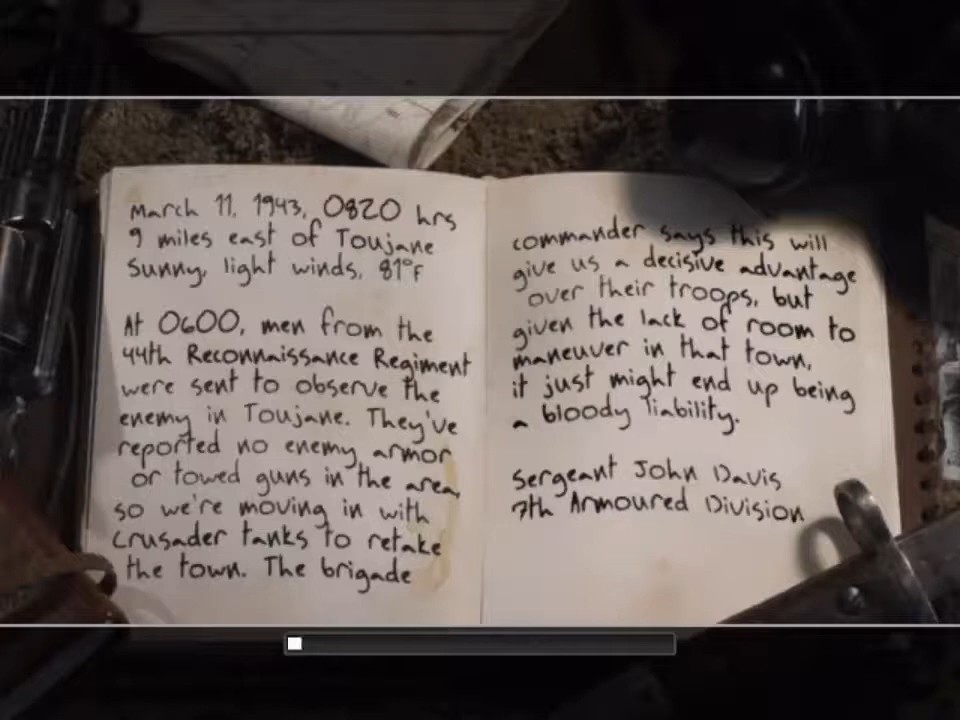 March 11, 1943, 0820 hrs
9 miles east of Toujane
Sunny, light winds, 81°F
At 0600, men from the
44th Reconnaissance Regiment
were sent to observe the
enemy in Toujane. They've
reported no enemy armor
or towed guns in the area,
so we're moving in with
Crusader tanks to retake
the town. The brigade
commander says this will
give us a decisive advantage
over their troops, but
given the lack of room to
maneuver in that town,
it just might end up being
a bloody liability.
Sergeant John Davis
7th Armoured Division